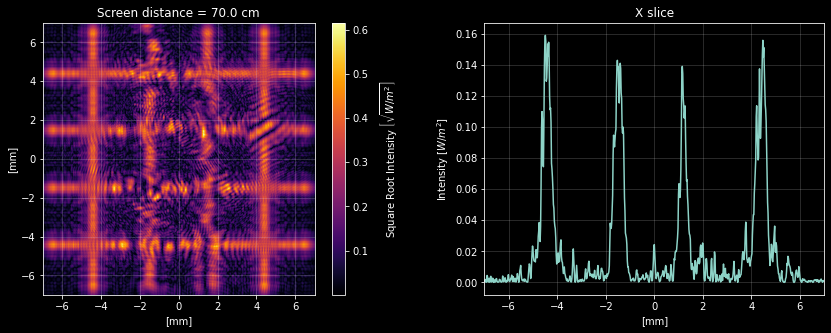 Screen distance = 70.0 cm
6
4
2
0
−2
−4
−6
[mm]
−6 −4 −2 0 2 4 6
[mm]
0.6
0.5
0.4
0.3
0.2
0.1
Square Root Intensity [√W/m²]
X slice
0.16
0.14
0.12
0.10
0.08
0.06
0.04
0.02
0.00
Intensity [W/m²]
−6 −4 −2 0 2 4 6
[mm]